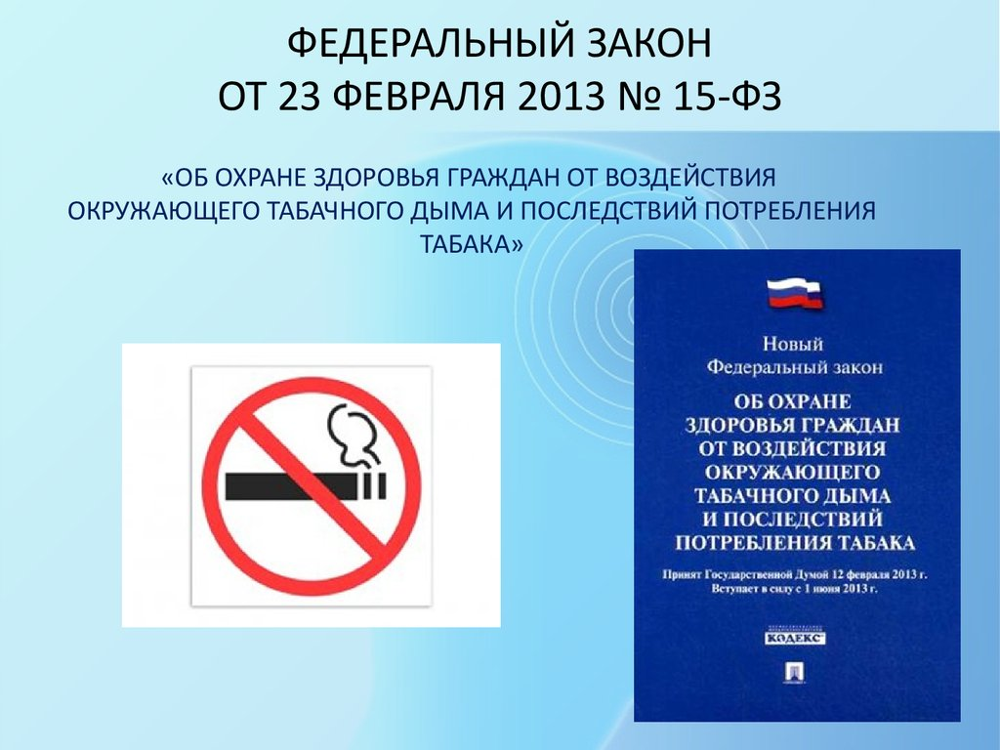 ФЕДЕРАЛЬНЫЙ ЗАКОН
ОТ 23 ФЕВРАЛЯ 2013 № 15-ФЗ
«ОБ ОХРАНЕ ЗДОРОВЬЯ ГРАЖДАН ОТ ВОЗДЕЙСТВИЯ
ОКРУЖАЮЩЕГО ТАБАЧНОГО ДЫМА И ПОСЛЕДСТВИЙ ПОТРЕБЛЕНИЯ
ТАБАКА»
Новый
Федеральный закон
ОБ ОХРАНЕ
ЗДОРОВЬЯ ГРАЖДАН
ОТ ВОЗДЕЙСТВИЯ
ОКРУЖАЮЩЕГО
ТАБАЧНОГО ДЫМА
И ПОСЛЕДСТВИЙ
ПОТРЕБЛЕНИЯ ТАБАКА
Принят Государственной Думой 12 февраля 2013 г.
Вступает в силу с 1 июня 2013 г.
КОДЕКС